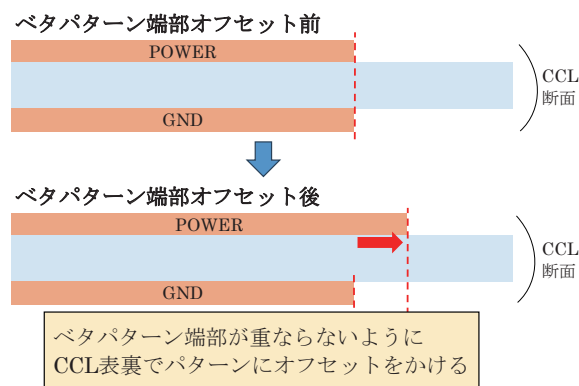 ベタパターン端部オフセット前
POWER
CCL
断面
GND
ベタパターン端部オフセット後
POWER
CCL
断面
GND
ベタパターン端部が重ならないように
CCL表裏でパターンにオフセットをかける